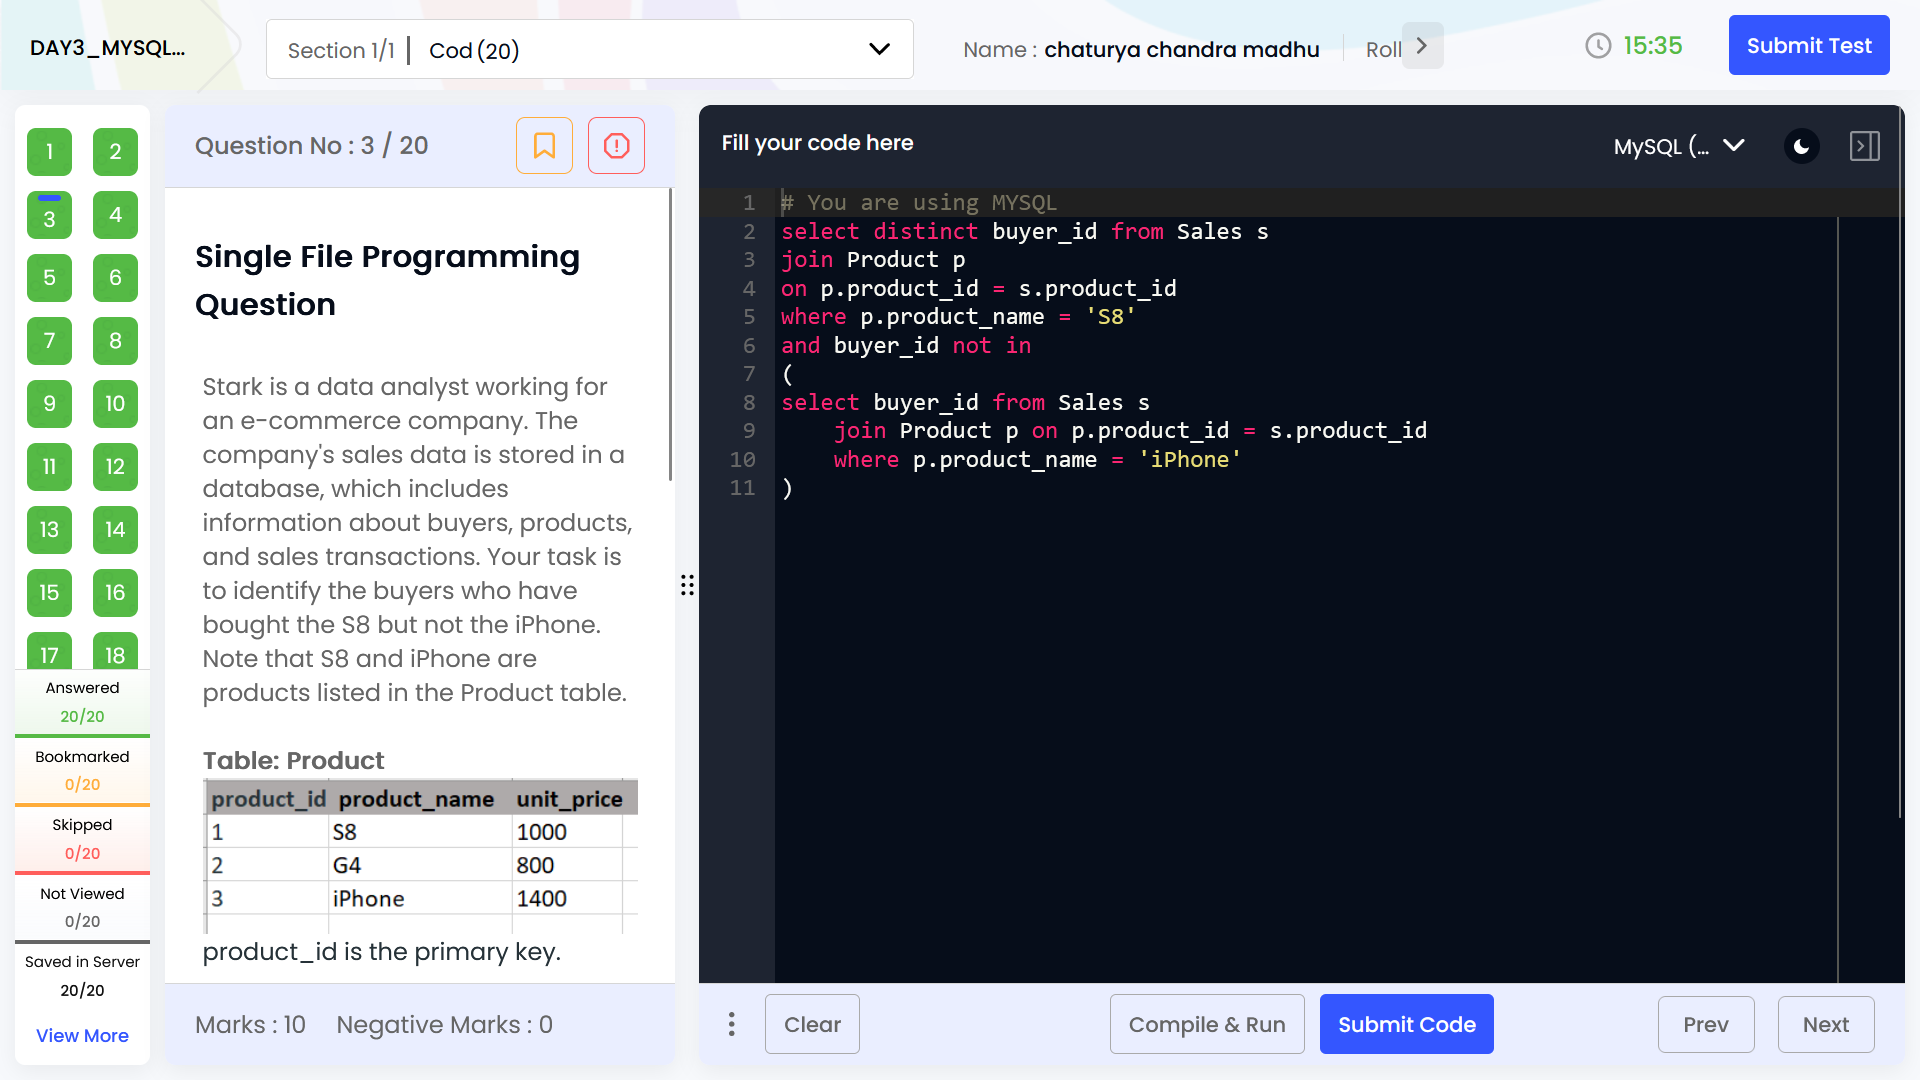 DAY3_MYSQL...
Section 1/1 | Cod (20)
Name : chaturya chandra madhu
Roll
15:35
Submit Test
1 2
3 4
5 6
7 8
9 10
11 12
13 14
15 16
17 18
Answered
20/20
Bookmarked
0/20
Skipped
0/20
Not Viewed
0/20
Saved in Server
20/20
View More
Question No : 3 / 20
Single File Programming
Question
Stark is a data analyst working for
an e-commerce company. The
company's sales data is stored in a
database, which includes
information about buyers, products,
and sales transactions. Your task is
to identify the buyers who have
bought the S8 but not the iPhone.
Note that S8 and iPhone are
products listed in the Product table.
Table: Product
product_id product_name unit_price
1 S8 1000
2 G4 800
3 iPhone 1400
product_id is the primary key.
Marks : 10 Negative Marks : 0
Fill your code here
MySQL (...
1 # You are using MYSQL
2 select distinct buyer_id from Sales s
3 join Product p
4 on p.product_id = s.product_id
5 where p.product_name = 'S8'
6 and buyer_id not in
7 (
8 select buyer_id from Sales s
9     join Product p on p.product_id = s.product_id
10     where p.product_name = 'iPhone'
11 )
Clear
Compile & Run
Submit Code
Prev
Next